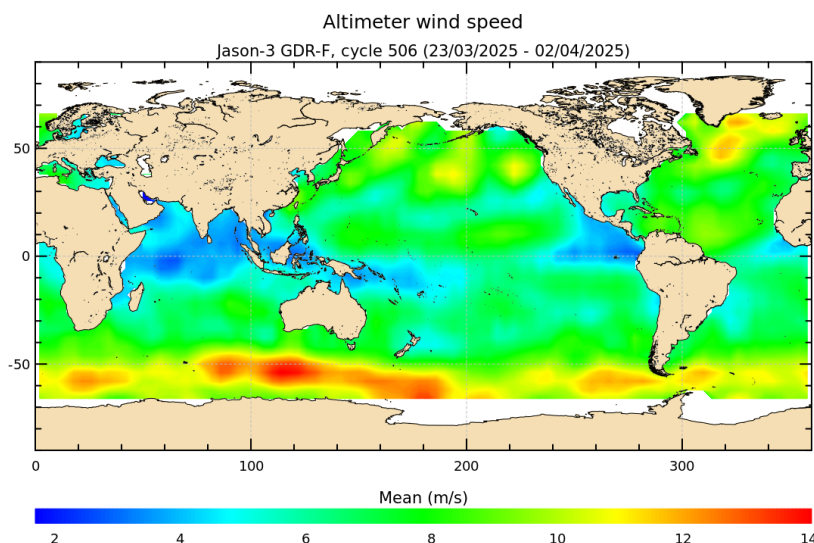 Altimeter wind speed
Jason-3 GDR-F, cycle 506 (23/03/2025 - 02/04/2025)
50
0
-50
0 100 200 300
Mean (m/s)
2 4 6 8 10 12 14